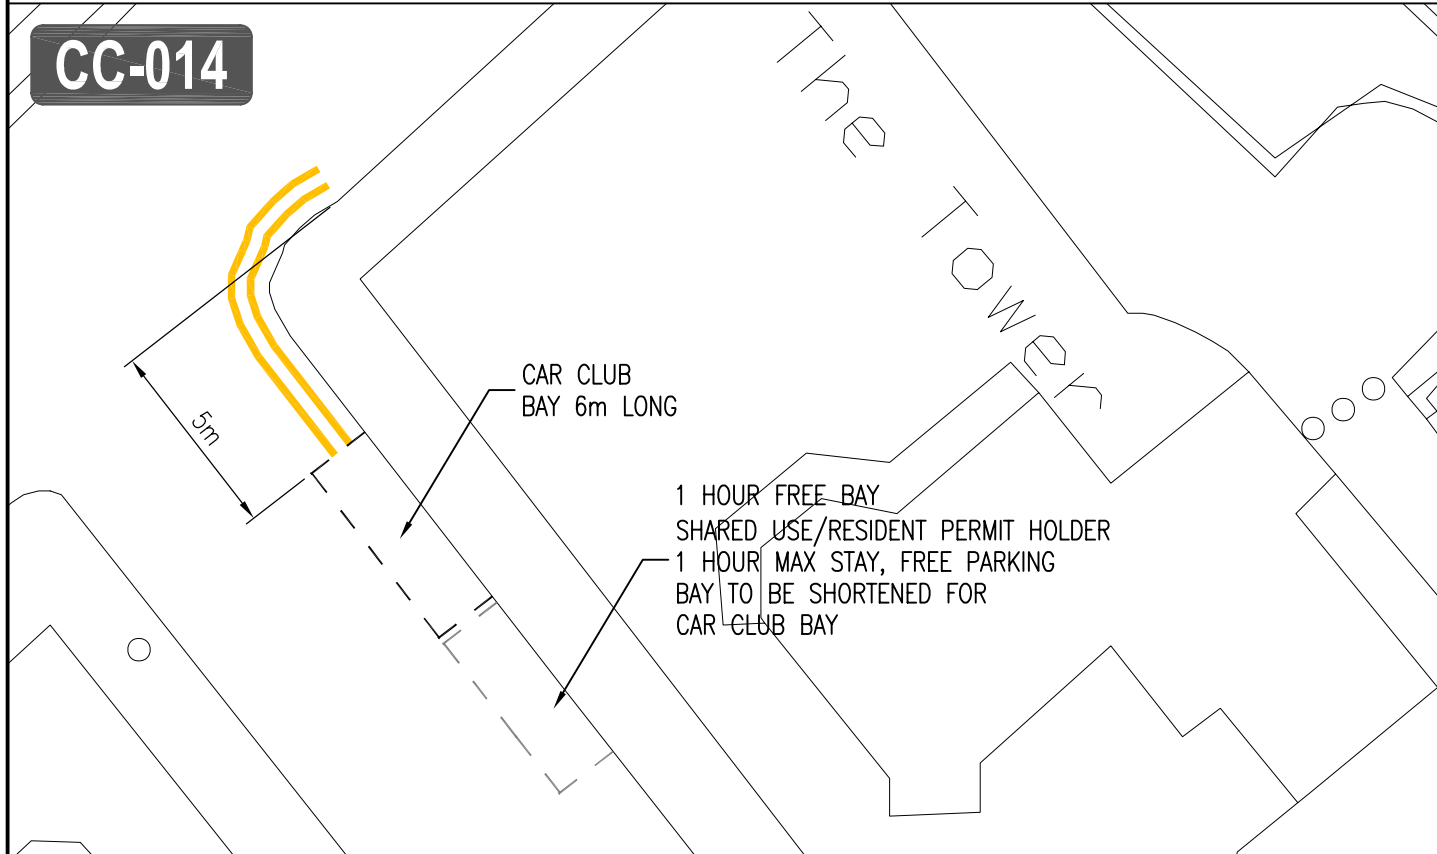 CC-014
The Tower
CAR CLUB
BAY 6m LONG
5m
1 HOUR FREE BAY
SHARED USE/RESIDENT PERMIT HOLDER
1 HOUR MAX STAY, FREE PARKING
BAY TO BE SHORTENED FOR
CAR CLUB BAY